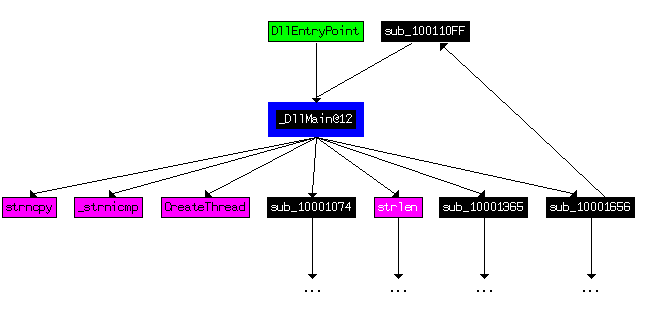 DllEntryPoint
sub_100110FF
_DllMain@12
strncpy
_strnicmp
CreateThread
sub_10001074
strlen
sub_10001365
sub_10001656
...
...
...
...